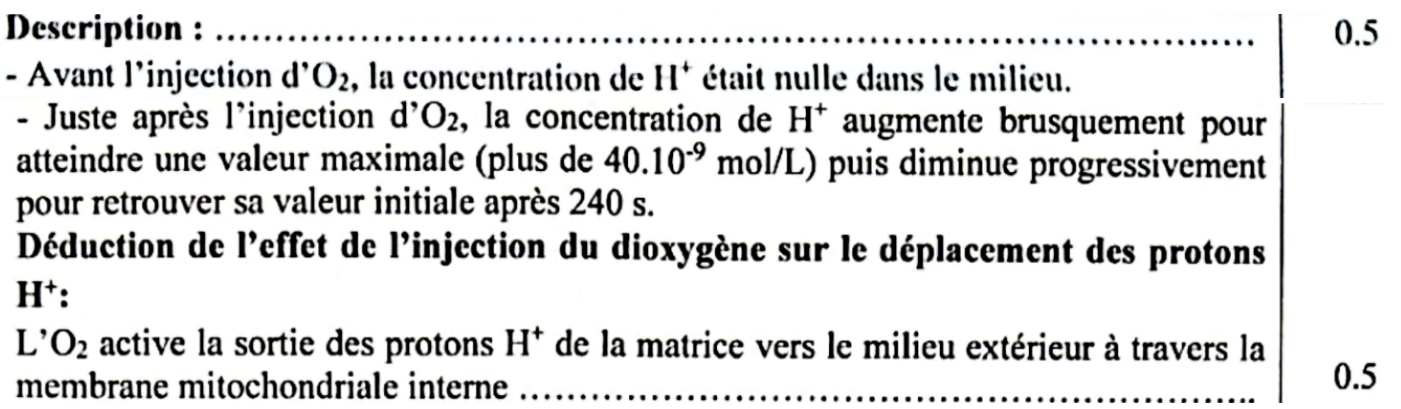 Description : ........................................................................................... 0.5
- Avant l'injection d'O₂, la concentration de H⁺ était nulle dans le milieu.
- Juste après l'injection d'O₂, la concentration de H⁺ augmente brusquement pour
atteindre une valeur maximale (plus de 40.10⁻⁹ mol/L) puis diminue progressivement
pour retrouver sa valeur initiale après 240 s.
Déduction de l'effet de l'injection du dioxygène sur le déplacement des protons
H⁺:
L'O₂ active la sortie des protons H⁺ de la matrice vers le milieu extérieur à travers la
membrane mitochondriale interne ................................................................ 0.5